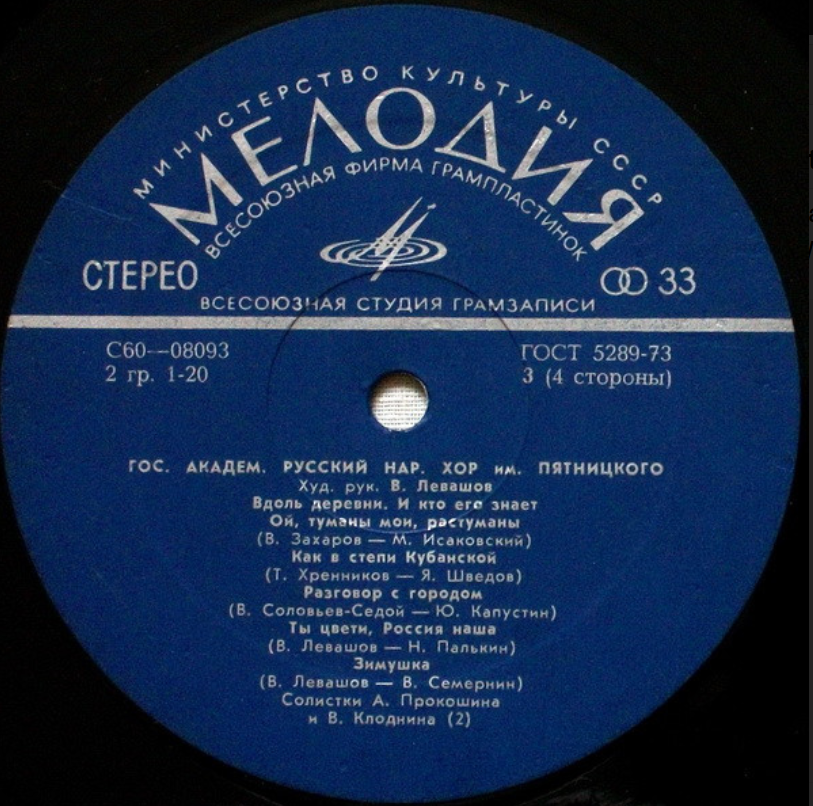 МИНИСТЕРСТВО КУЛЬТУРЫ СССР
МЕЛОДИЯ
ВСЕСОЮЗНАЯ ФИРМА ГРАМПЛАСТИНОК
СТЕРЕО
33
ВСЕСОЮЗНАЯ СТУДИЯ ГРАМЗАПИСИ
С60—08093
ГОСТ 5289-73
2 гр. 1-20
3 (4 стороны)
ГОС. АКАДЕМ. РУССКИЙ НАР. ХОР им. ПЯТНИЦКОГО
Худ. рук. В. Левашов
Вдоль деревни. И кто его знает
Ой, туманы мои, растуманы
(В. Захаров — М. Исаковский)
Как в степи Кубанской
(Т. Хренников — Я. Шведов)
Разговор с городом
(В. Соловьев-Седой — Ю. Капустин)
Ты цвети, Россия наша
(В. Левашов — Н. Палькин)
Зимушка
(В. Левашов — В. Семернин)
Солистки А. Прокошина
и В. Клоднина (2)